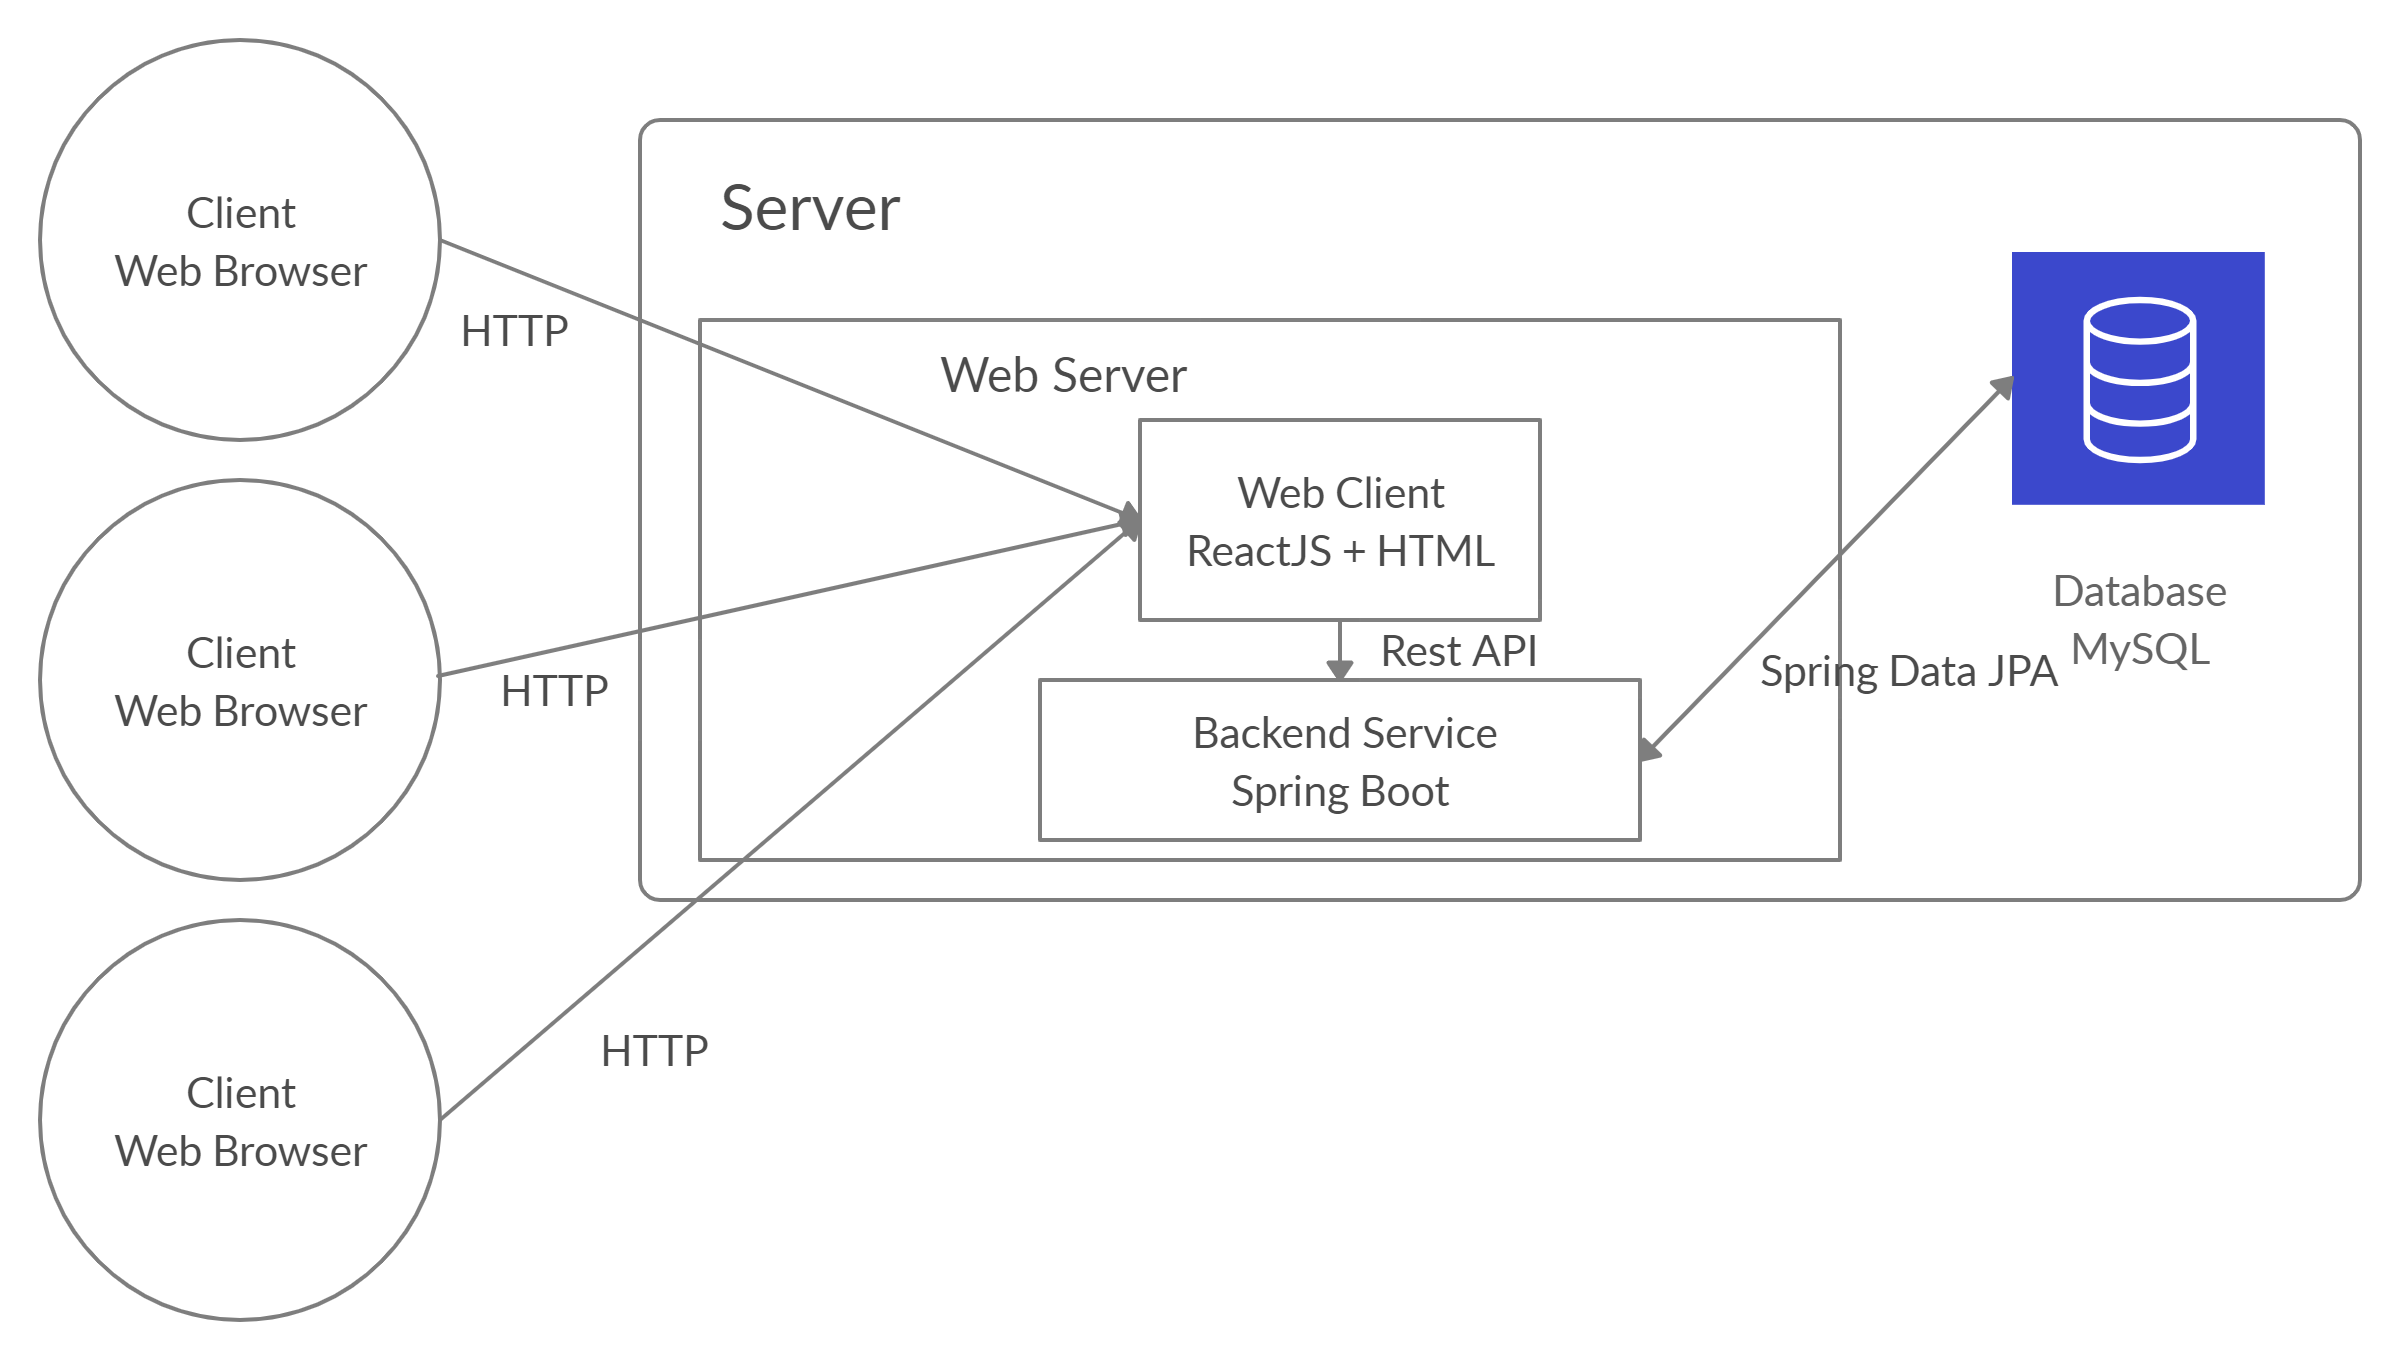 Client
Web Browser
HTTP
Server
Web Server
Web Client
ReactJS + HTML
Rest API
Backend Service
Spring Boot
Spring Data JPA
Database
MySQL
Client
Web Browser
HTTP
Client
Web Browser
HTTP